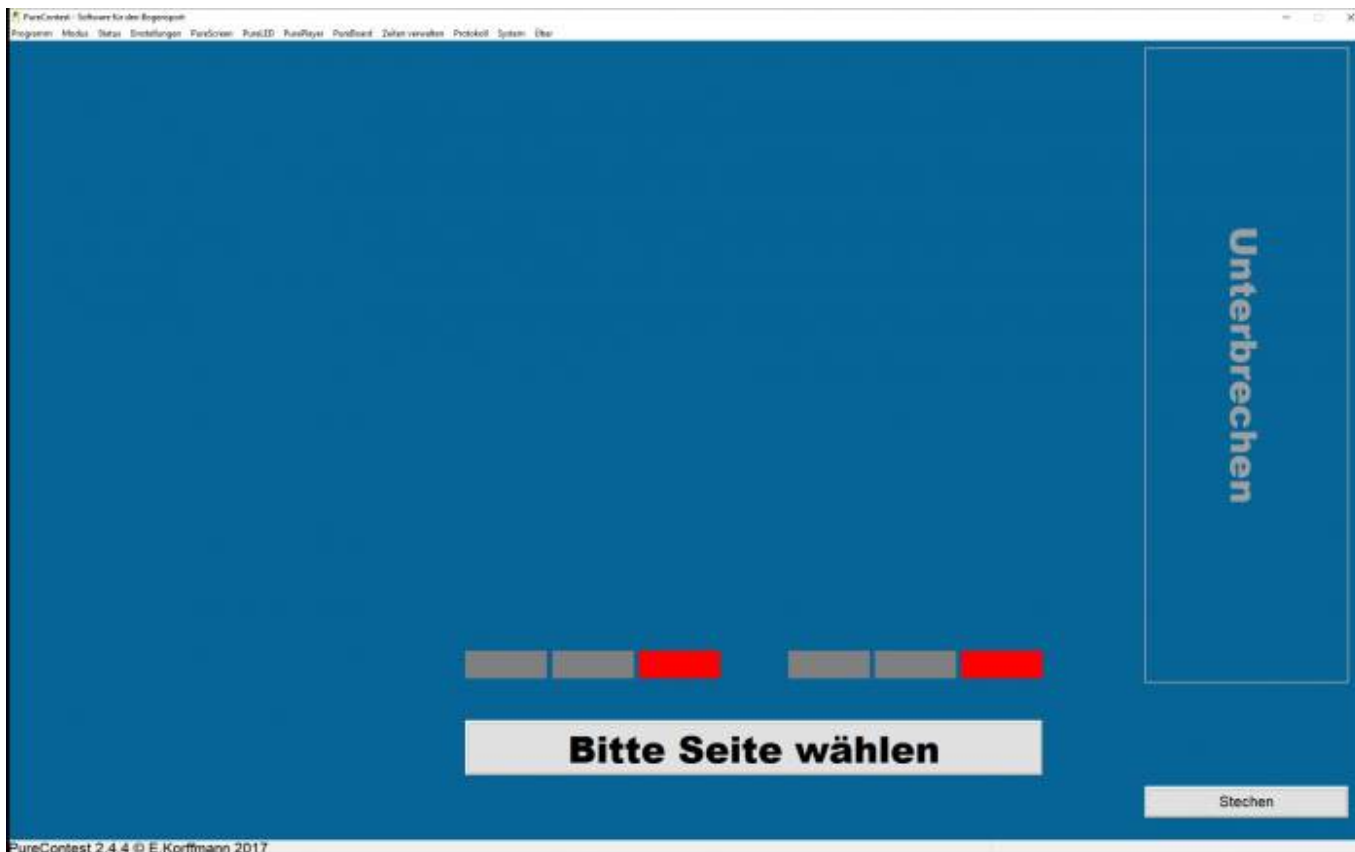 PureContest - Software für den Bogensport
Programm Modus Status Einstellungen PureScreen PureLED PurePlayer PureBoard Zeiten verwalten Protokoll System Über
Unterbrechen
Bitte Seite wählen
Stechen
PureContest 2.4.4 © E.Korffmann 2017